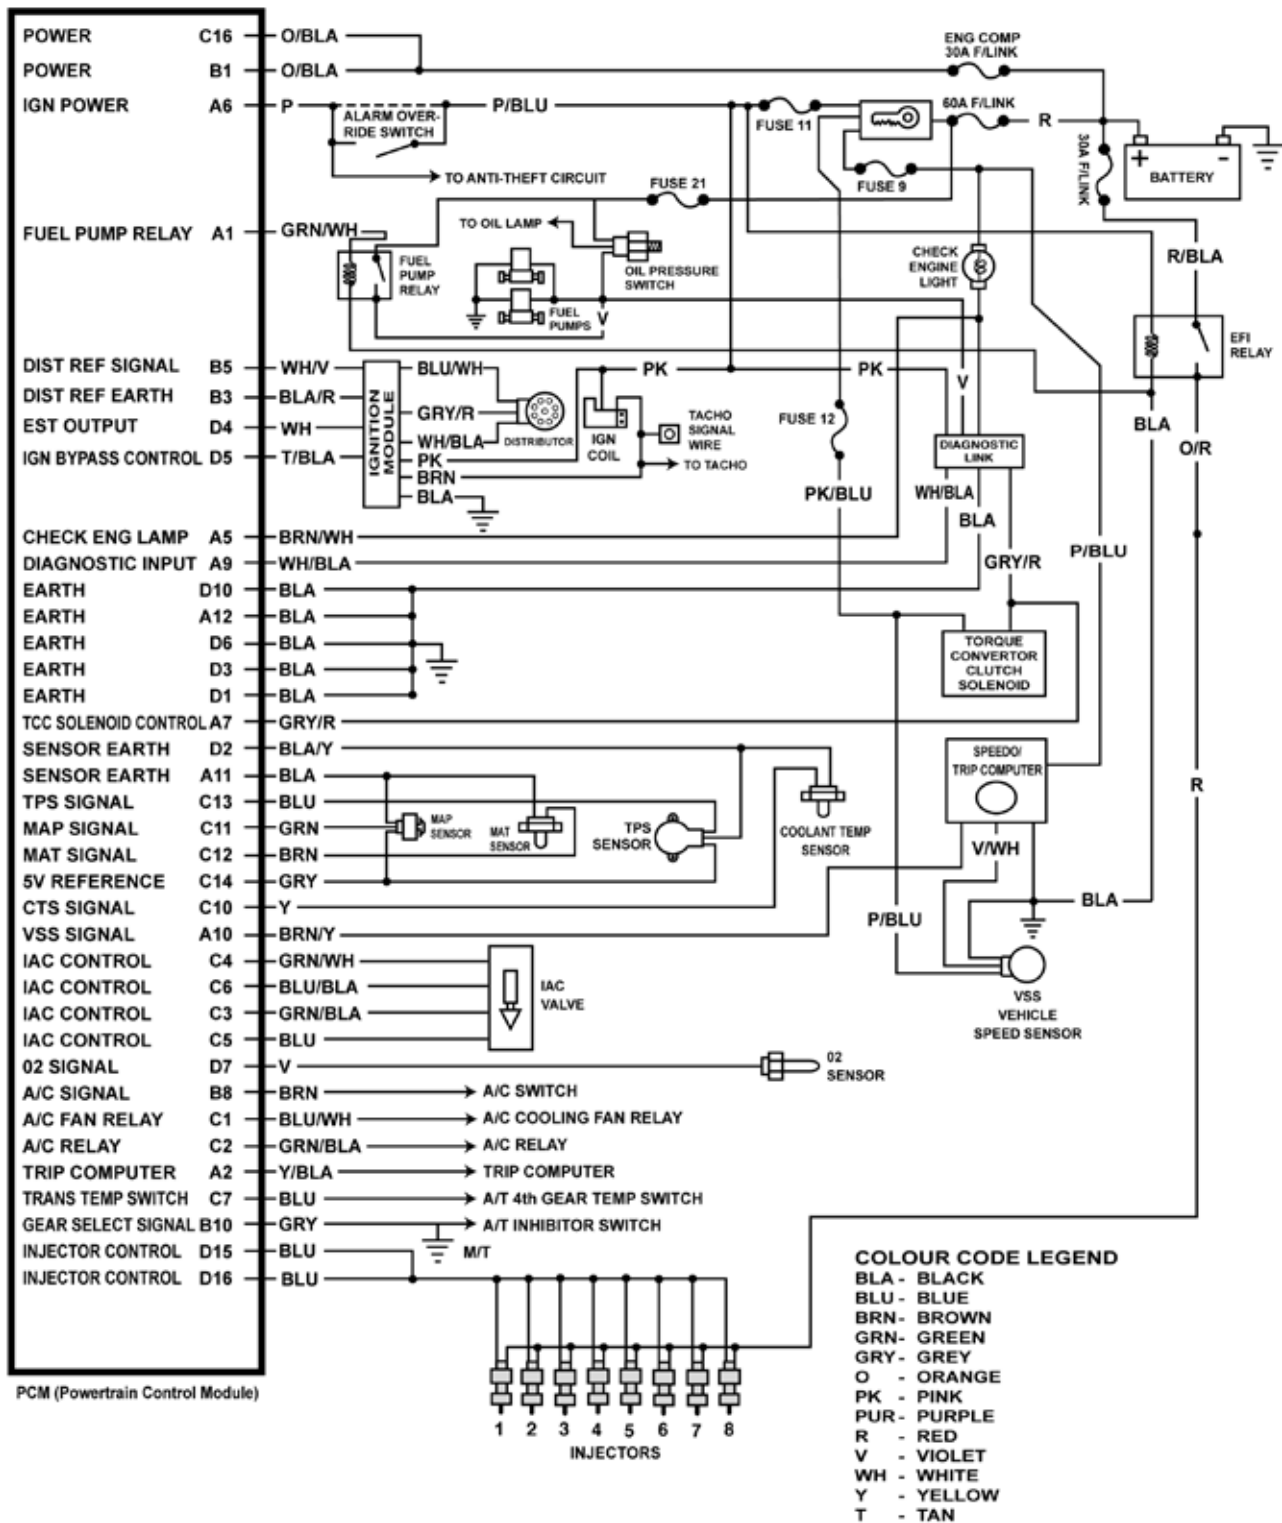 POWER C16 O/BLA
POWER B1 O/BLA
IGN POWER A6 P
P/BLU
ALARM OVER-
RIDE SWITCH
TO ANTI-THEFT CIRCUIT
ENG COMP
30A F/LINK
FUSE 11
60A F/LINK
R
30A F/LINK
+ -
BATTERY
FUSE 9
FUSE 21
FUEL PUMP RELAY A1 GRN/WH
TO OIL LAMP
OIL PRESSURE
SWITCH
FUEL
PUMP
RELAY
FUEL
PUMPS
V
CHECK
ENGINE
LIGHT
R/BLA
EFI
RELAY
DIST REF SIGNAL B5 WH/V
DIST REF EARTH B3 BLA/R
EST OUTPUT D4 WH
IGN BYPASS CONTROL D5 T/BLA
IGNITION
MODULE
BLU/WH
GRY/R
WH/BLA
PK
BRN
BLA
DISTRIBUTOR
IGN
COIL
PK
PK
TACHO
SIGNAL
WIRE
TO TACHO
FUSE 12
PK/BLU
V
DIAGNOSTIC
LINK
WH/BLA
BLA
GRY/R
BLA
O/R
P/BLU
CHECK ENG LAMP A5 BRN/WH
DIAGNOSTIC INPUT A9 WH/BLA
EARTH D10 BLA
EARTH A12 BLA
EARTH D6 BLA
EARTH D3 BLA
EARTH D1 BLA
TORQUE
CONVERTOR
CLUTCH
SOLENOID
TCC SOLENOID CONTROL A7 GRY/R
SENSOR EARTH D2 BLA/Y
SENSOR EARTH A11 BLA
TPS SIGNAL C13 BLU
MAP SIGNAL C11 GRN
MAT SIGNAL C12 BRN
5V REFERENCE C14 GRY
CTS SIGNAL C10 Y
VSS SIGNAL A10 BRN/Y
MAP
SENSOR
MAT
SENSOR
TPS
SENSOR
COOLANT TEMP
SENSOR
SPEEDO/
TRIP COMPUTER
R
V/WH
BLA
P/BLU
VSS
VEHICLE
SPEED SENSOR
IAC CONTROL C4 GRN/WH
IAC CONTROL C6 BLU/BLA
IAC CONTROL C3 GRN/BLA
IAC CONTROL C5 BLU
IAC
VALVE
02 SIGNAL D7 V
02
SENSOR
A/C SIGNAL B8 BRN A/C SWITCH
A/C FAN RELAY C1 BLU/WH A/C COOLING FAN RELAY
A/C RELAY C2 GRN/BLA A/C RELAY
TRIP COMPUTER A2 Y/BLA TRIP COMPUTER
TRANS TEMP SWITCH C7 BLU A/T 4th GEAR TEMP SWITCH
GEAR SELECT SIGNAL B10 GRY A/T INHIBITOR SWITCH
M/T
INJECTOR CONTROL D15 BLU
INJECTOR CONTROL D16 BLU
PCM (Powertrain Control Module)
1 2 3 4 5 6 7 8
INJECTORS
COLOUR CODE LEGEND
BLA - BLACK
BLU - BLUE
BRN- BROWN
GRN- GREEN
GRY- GREY
O - ORANGE
PK - PINK
PUR- PURPLE
R - RED
V - VIOLET
WH - WHITE
Y - YELLOW
T - TAN